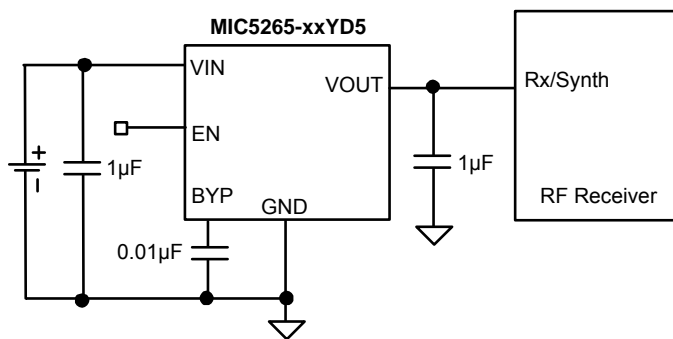 MIC5265-xxYD5
VIN
VOUT
Rx/Synth
EN
+
–
1µF
1µF
BYP
GND
RF Receiver
0.01µF